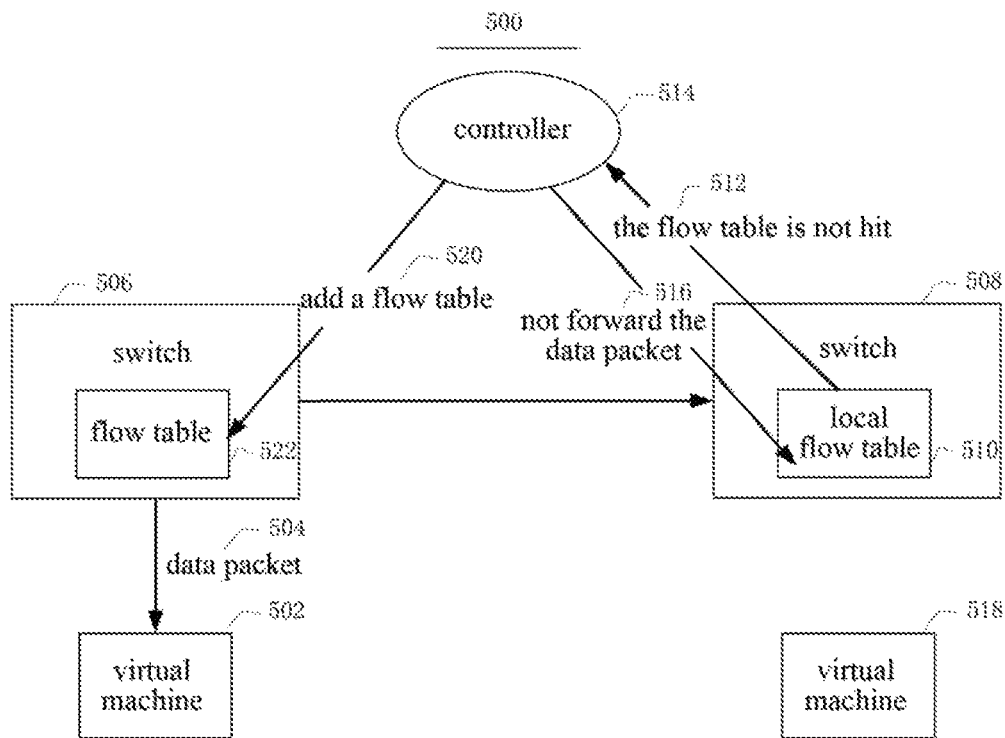 500
514
controller
512
the flow table is not hit
520
506
add a flow table
516
508
not forward the
data packet
switch
switch
flow table
522
local
flow table
510
504
data packet
502
518
virtual
machine
virtual
machine